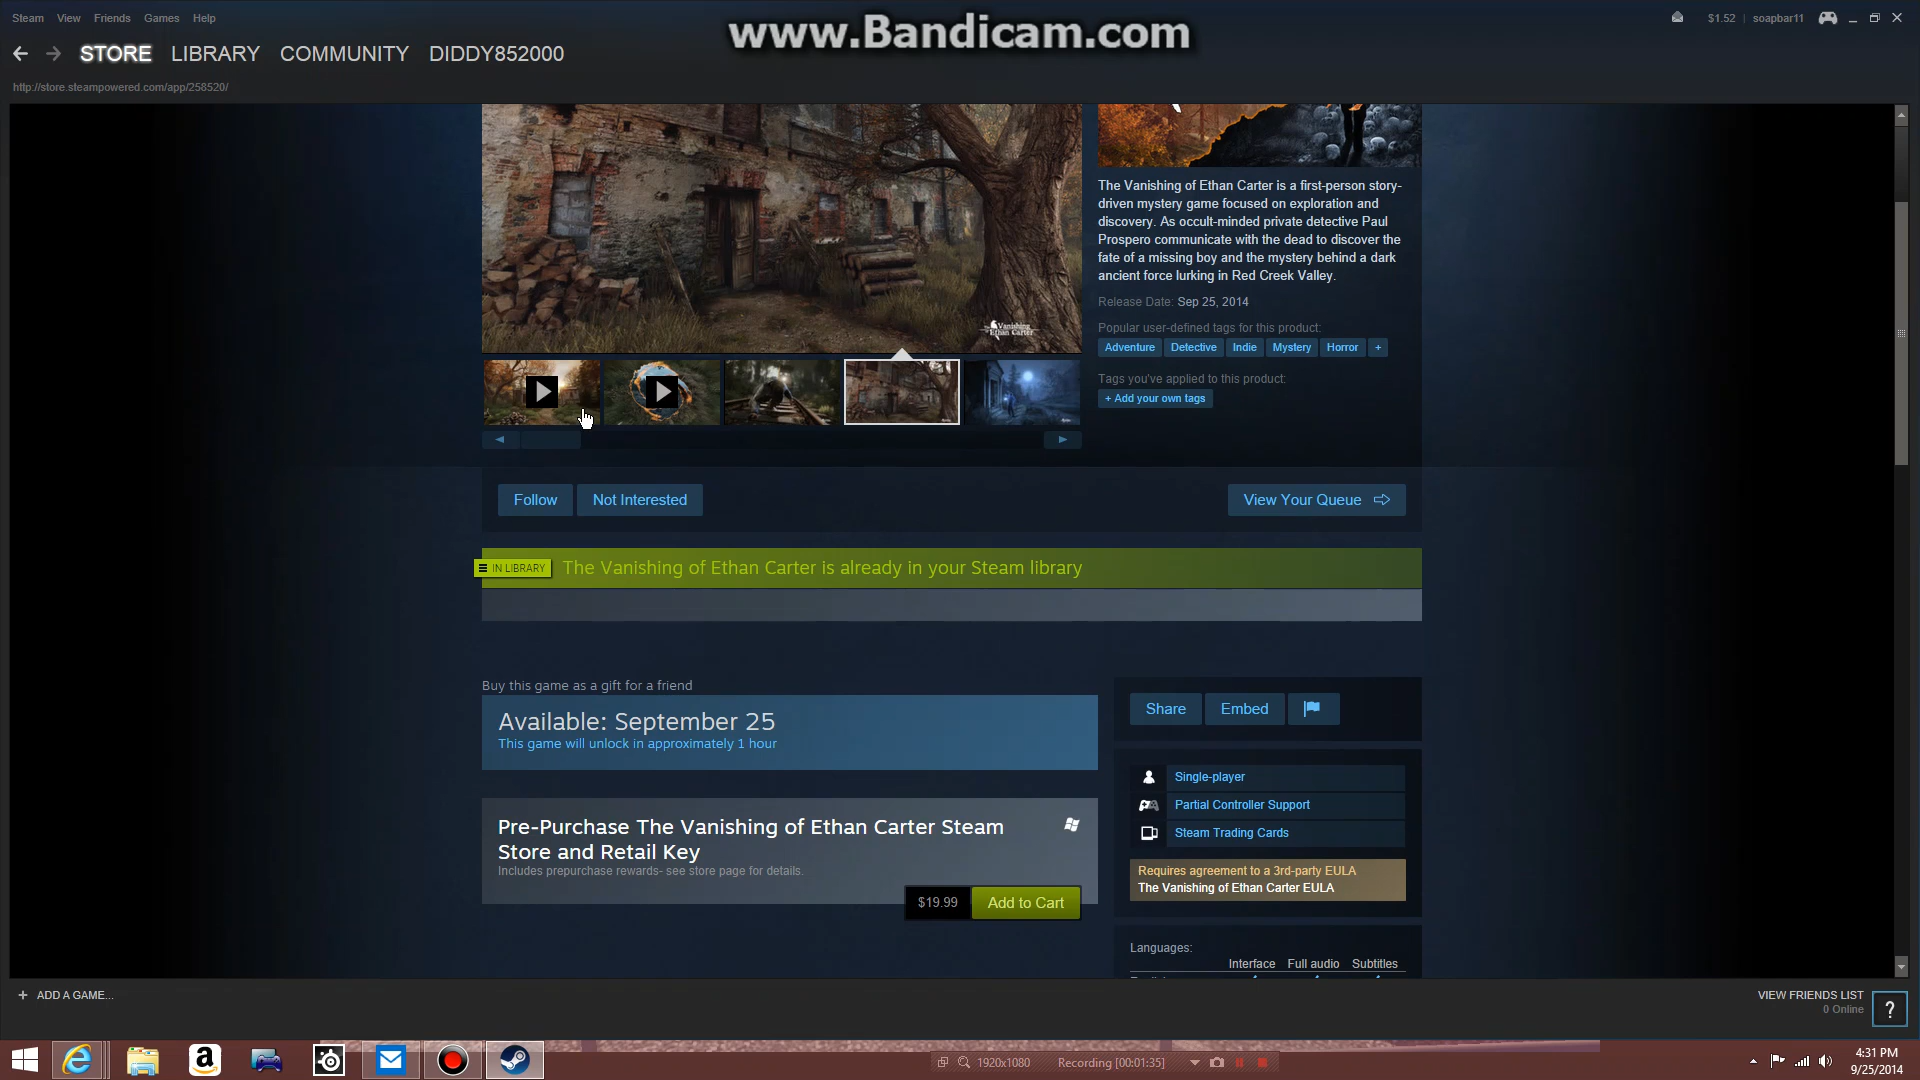 Steam View Friends Games Help
www.Bandicam.com
$1.52 | soapbar11
STORE LIBRARY COMMUNITY DIDDY852000
http://store.steampowered.com/app/258520/
Vanishing
Ethan Carter
The Vanishing of Ethan Carter is a first-person story-
driven mystery game focused on exploration and
discovery. As occult-minded private detective Paul
Prospero communicate with the dead to discover the
fate of a missing boy and the mystery behind a dark
ancient force lurking in Red Creek Valley.
Release Date: Sep 25, 2014
Popular user-defined tags for this product:
Adventure Detective Indie Mystery Horror +
Tags you've applied to this product:
+ Add your own tags
Follow Not Interested View Your Queue
IN LIBRARY The Vanishing of Ethan Carter is already in your Steam library
Buy this game as a gift for a friend
Available: September 25
This game will unlock in approximately 1 hour
Pre-Purchase The Vanishing of Ethan Carter Steam
Store and Retail Key
Includes prepurchase rewards- see store page for details.
$19.99 Add to Cart
Share Embed
Single-player
Partial Controller Support
Steam Trading Cards
Requires agreement to a 3rd-party EULA
The Vanishing of Ethan Carter EULA
Languages:
Interface Full audio Subtitles
+ ADD A GAME...
VIEW FRIENDS LIST
0 Online
?
1920x1080 Recording [00:01:35]
4:31 PM
9/25/2014